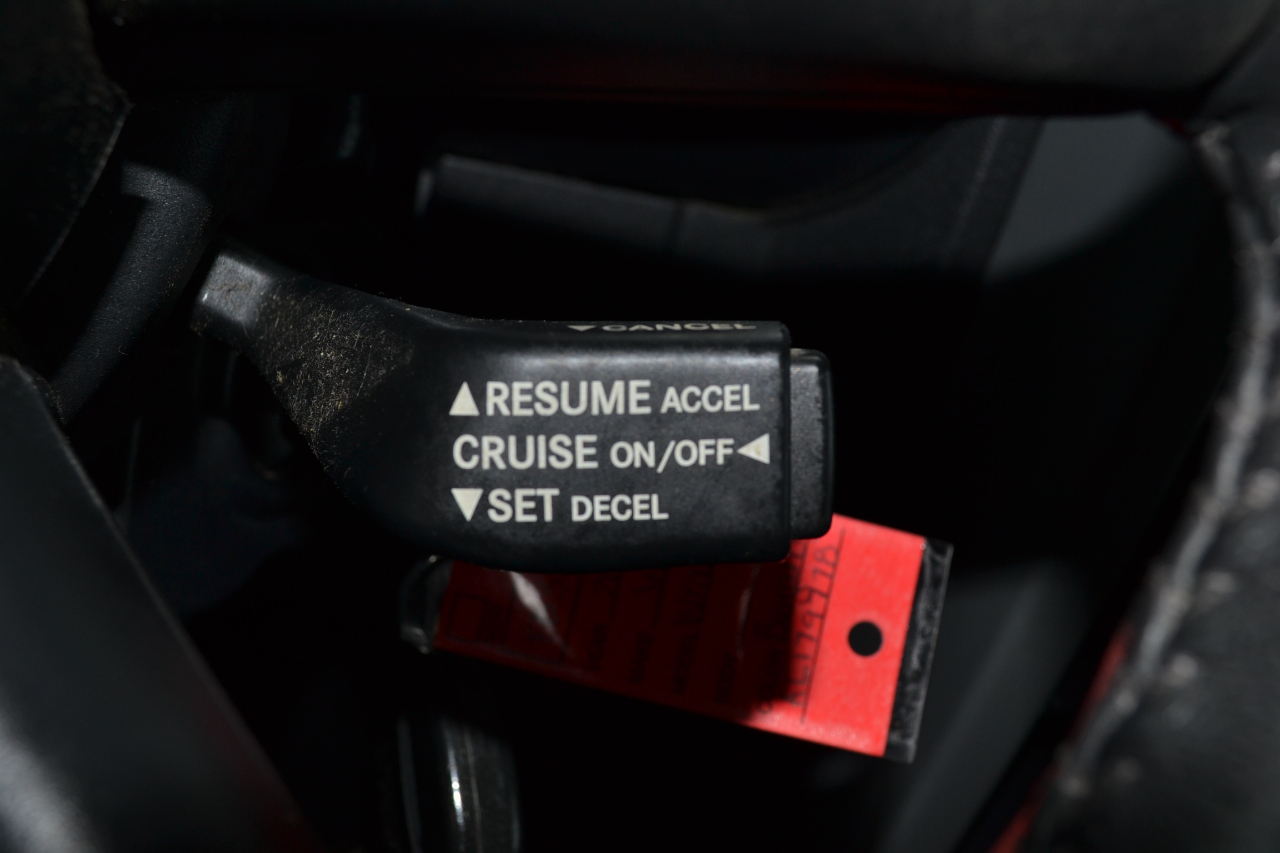 ▼CANCEL
▲RESUME ACCEL
CRUISE ON/OFF◀
▼SET DECEL